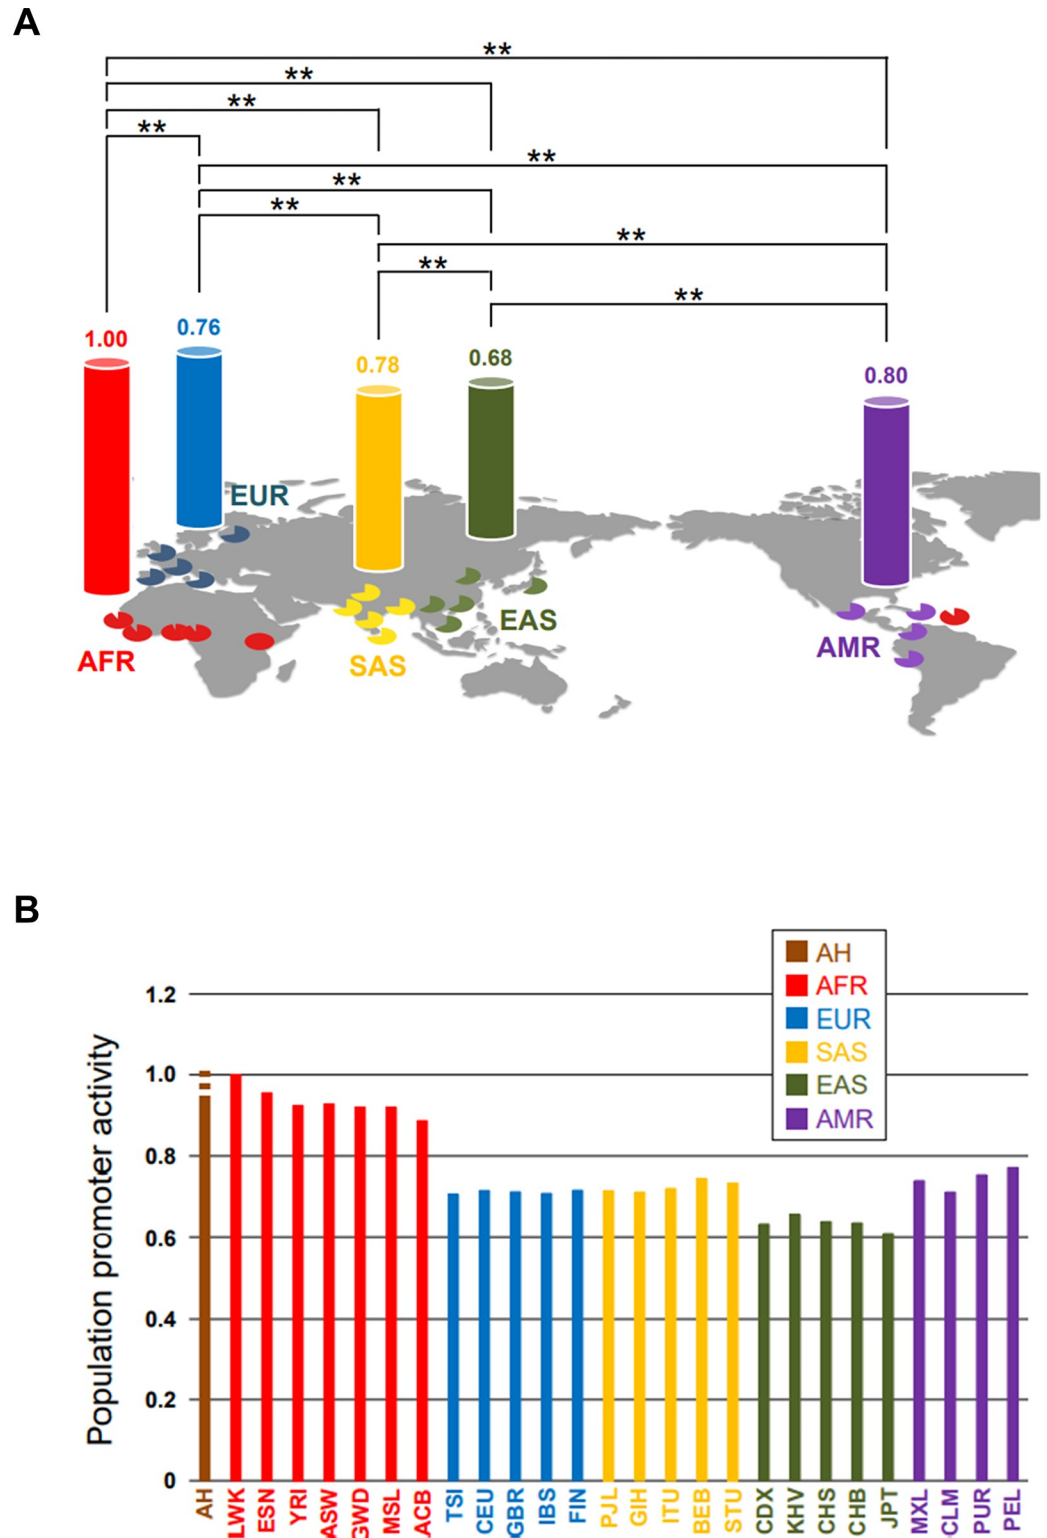 A
**
**
**
**
**
**
**
**
**
**
1.00
0.76
0.78
0.68
0.80
EUR
EAS
AFR
SAS
AMR
B
Population promoter activity
1.2
1.0
0.8
0.6
0.4
0.2
0
AH
AFR
EUR
SAS
EAS
AMR
AH
LWK
ESN
YRI
ASW
GWD
MSL
ACB
TSI
CEU
GBR
IBS
FIN
PJL
GIH
ITU
BEB
STU
CDX
KHV
CHS
CHB
JPT
MXL
CLM
PUR
PEL